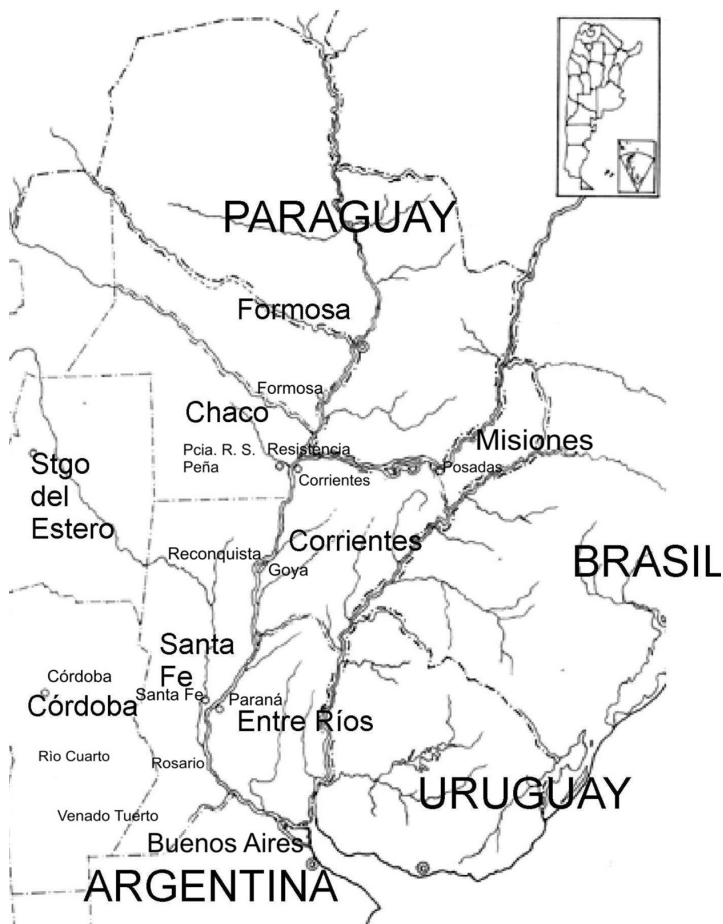 PARAGUAY
Formosa
Formosa
Chaco
Pcia. R. S.
Peña
Resistencia
Corrientes
Misiones
Posadas
Stgo
del
Estero
Reconquista
Goya
Corrientes
BRASIL
Santa
Fe
Córdoba
Córdoba
Santa Fe
Paraná
Entre Ríos
Rìo Cuarto
Rosario
URUGUAY
Venado Tuerto
Buenos Aires
ARGENTINA